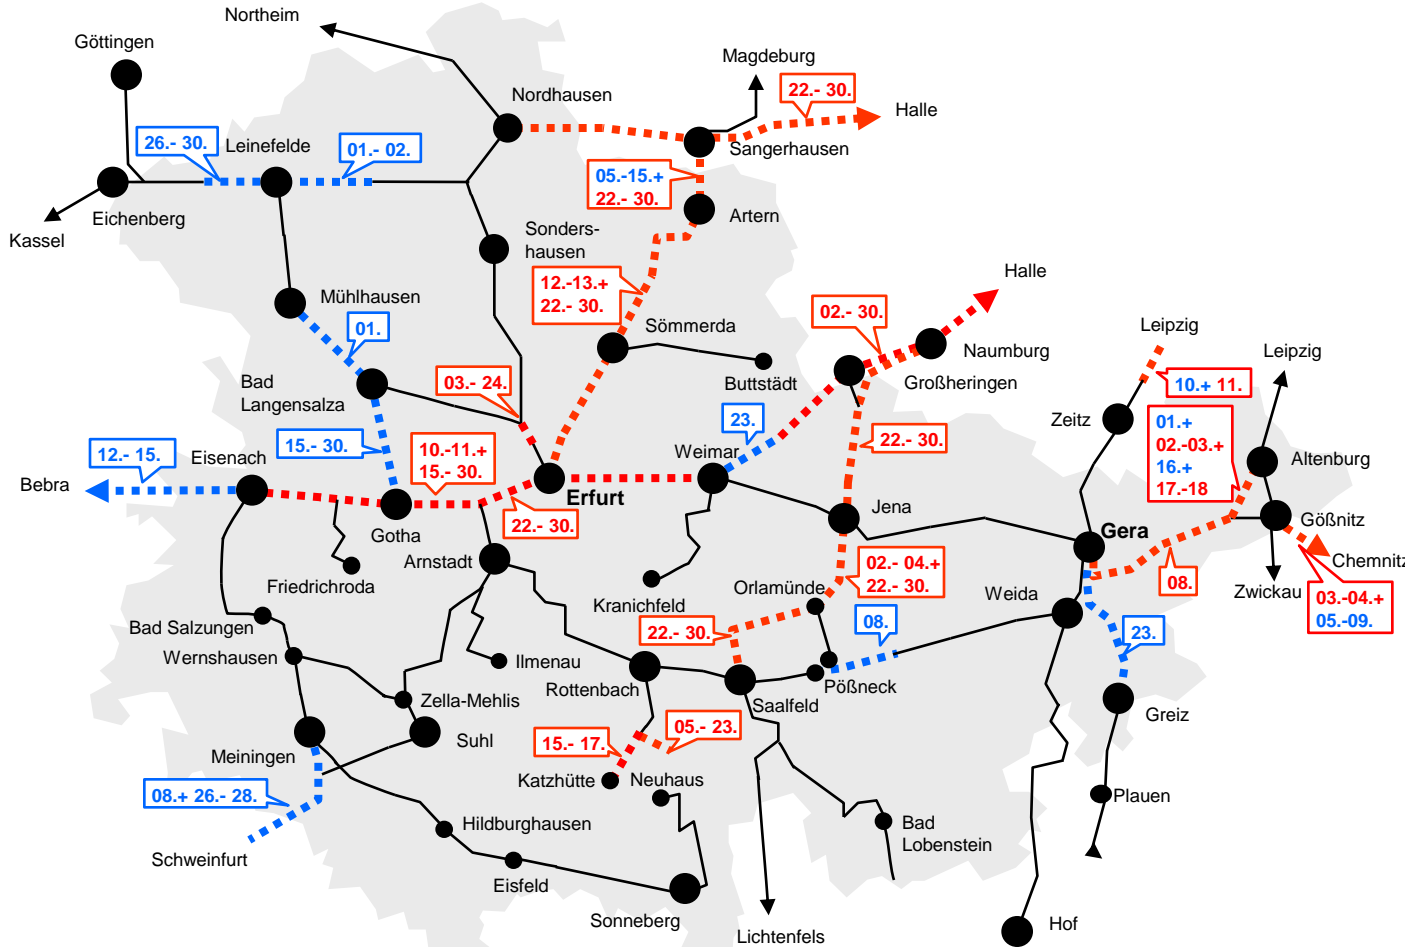 Northeim
Göttingen
Magdeburg
22.- 30.
Nordhausen
Halle
26.- 30.
Leinefelde
01.- 02.
Sangerhausen
05.-15.+
22.- 30.
Eichenberg
Artern
Kassel
Sonders-
hausen
12.-13.+
22.- 30.
Halle
Mühlhausen
01.
02.- 30.
Sömmerda
Leipzig
Naumburg
Leipzig
Buttstädt
Großheringen
03.- 24.
10.+ 11.
Bad
Langensalza
23.
Zeitz
01.+
02.-03.+
16.+
17.-18
15.- 30.
10.-11.+
15.- 30.
22.- 30.
12.- 15.
Eisenach
Weimar
Altenburg
Bebra
Erfurt
Gotha
22.- 30.
Jena
Gera
Gößnitz
Arnstadt
Chemnitz
Friedrichroda
02.- 04.+
22.- 30.
08.
Orlamünde
Kranichfeld
Weida
Zwickau
03.-04.+
05.-09.
Bad Salzungen
22.- 30.
08.
23.
Wernshausen
Ilmenau
Rottenbach
Pößneck
Zella-Mehlis
Saalfeld
Greiz
05.- 23.
15.- 17.
Suhl
Meiningen
Katzhütte
Neuhaus
08.+ 26.- 28.
Plauen
Hildburghausen
Bad
Lobenstein
Schweinfurt
Eisfeld
Sonneberg
Hof
Lichtenfels